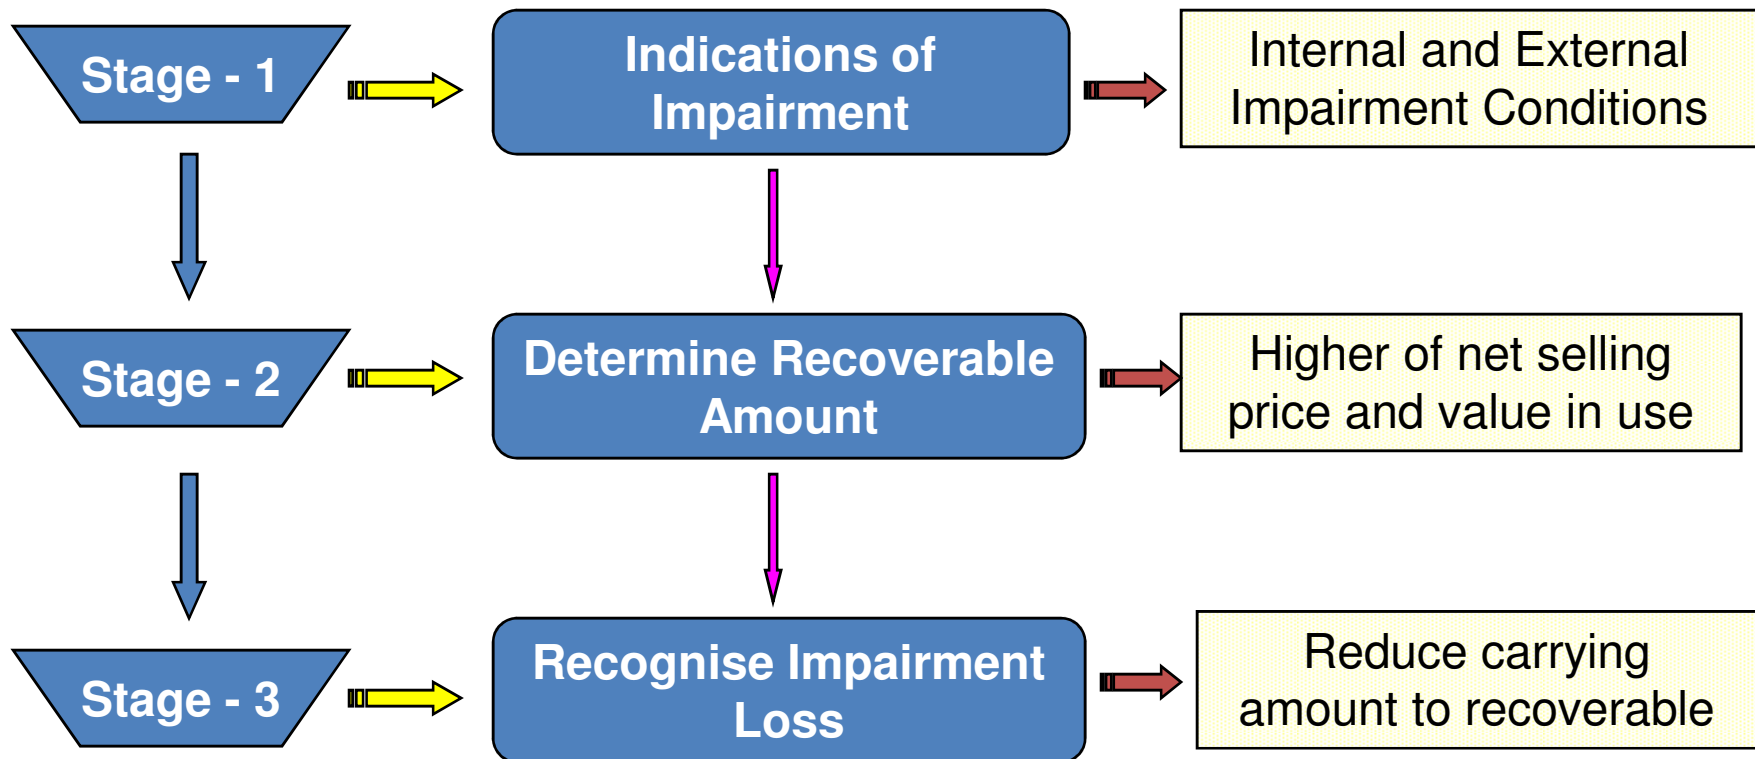 Stage - 1
Indications of
Impairment
Internal and External
Impairment Conditions
Stage - 2
Determine Recoverable
Amount
Higher of net selling
price and value in use
Stage - 3
Recognise Impairment
Loss
Reduce carrying
amount to recoverable